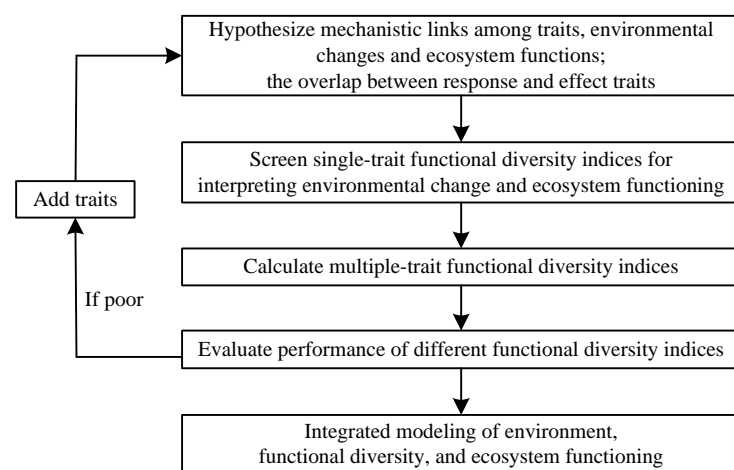 Hypothesize mechanistic links among traits, environmental
changes and ecosystem functions;
the overlap between response and effect traits
Screen single-trait functional diversity indices for
interpreting environmental change and ecosystem functioning
Add traits
Calculate multiple-trait functional diversity indices
If poor
Evaluate performance of different functional diversity indices
Integrated modeling of environment,
functional diversity, and ecosystem functioning